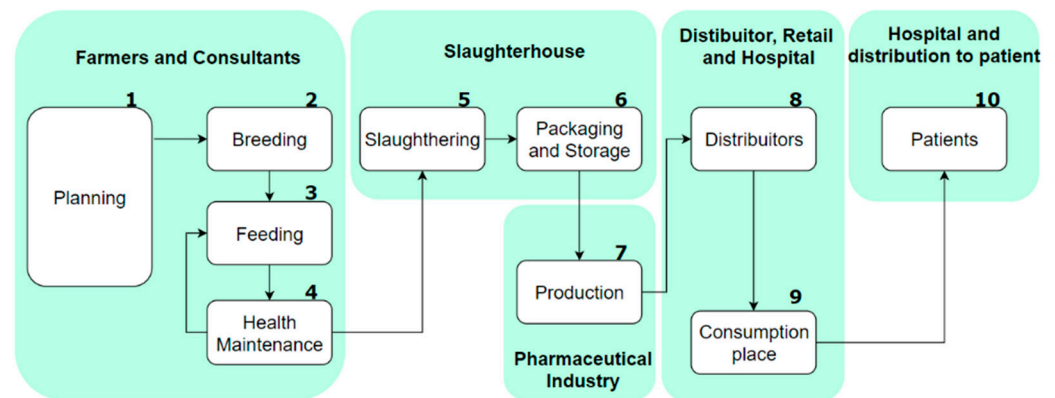 Farmers and Consultants
1
Planning
2
Breeding
3
Feeding
4
Health
Maintenance
Slaughterhouse
5
Slaughthering
6
Packaging
and Storage
7
Production
Pharmaceutical
Industry
Distibuitor, Retail
and Hospital
8
Distribuitors
9
Consumption
place
Hospital and
distribution to patient
10
Patients